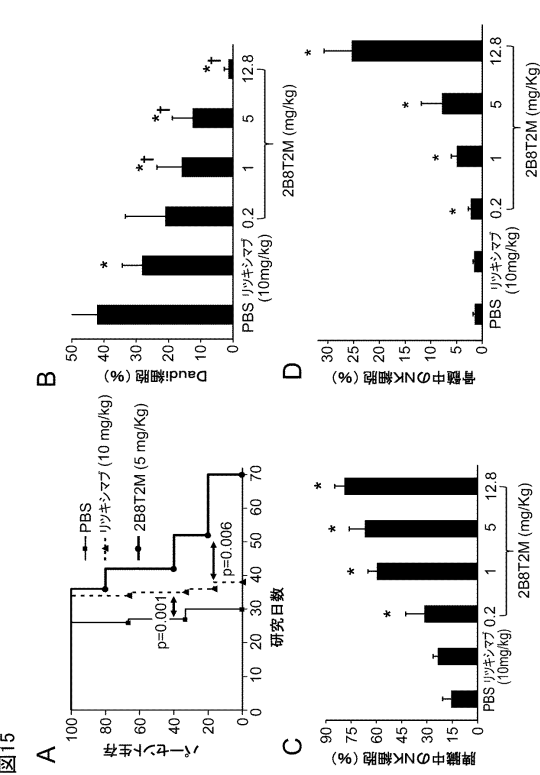 図15
A
パーセント生存
100
80
60
40
20
0
0 10 20 30 40 50 60 70
研究日数
PBS
リツキシマブ (10 mg/kg)
2B8T2M (5 mg/Kg)
p=0.001
p=0.006
B
Daudi細胞 (%)
50
40
30
20
10
0
* *† *† *†
PBS リツキシマブ 0.2 1 5 12.8
(10mg/kg)
2B8T2M (mg/Kg)
C
脾臓中のNK細胞 (%)
90
75
60
45
30
15
0
* * * *
PBS リツキシマブ 0.2 1 5 12.8
(10mg/kg)
2B8T2M (mg/Kg)
D
骨髄中のNK細胞 (%)
30
25
20
15
10
5
0
* * * *
PBS リツキシマブ 0.2 1 5 12.8
(10mg/kg)
2B8T2M (mg/Kg)